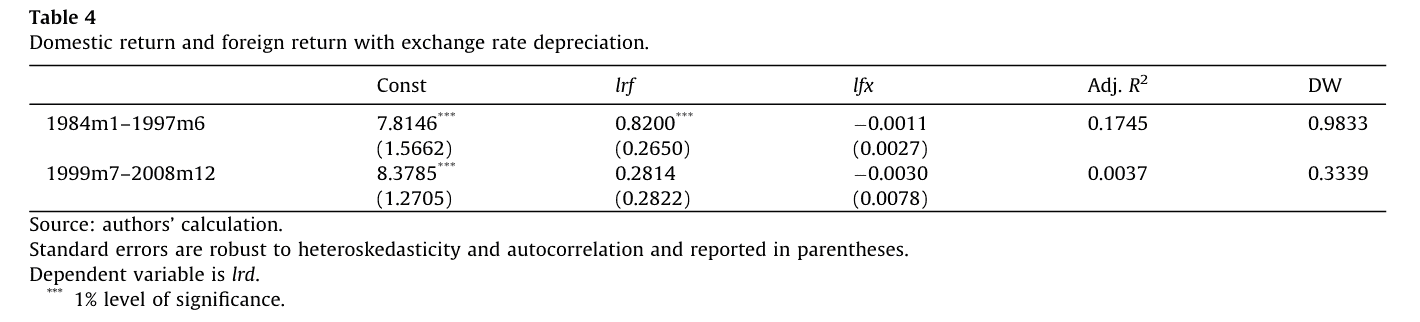 Table 4
Domestic return and foreign return with exchange rate depreciation.
Const lrf lfx Adj. R² DW
1984m1–1997m6 7.8146*** 0.8200*** −0.0011 0.1745 0.9833
(1.5662) (0.2650) (0.0027)
1999m7–2008m12 8.3785*** 0.2814 −0.0030 0.0037 0.3339
(1.2705) (0.2822) (0.0078)
Source: authors’ calculation.
Standard errors are robust to heteroskedasticity and autocorrelation and reported in parentheses.
Dependent variable is lrd.
*** 1% level of significance.